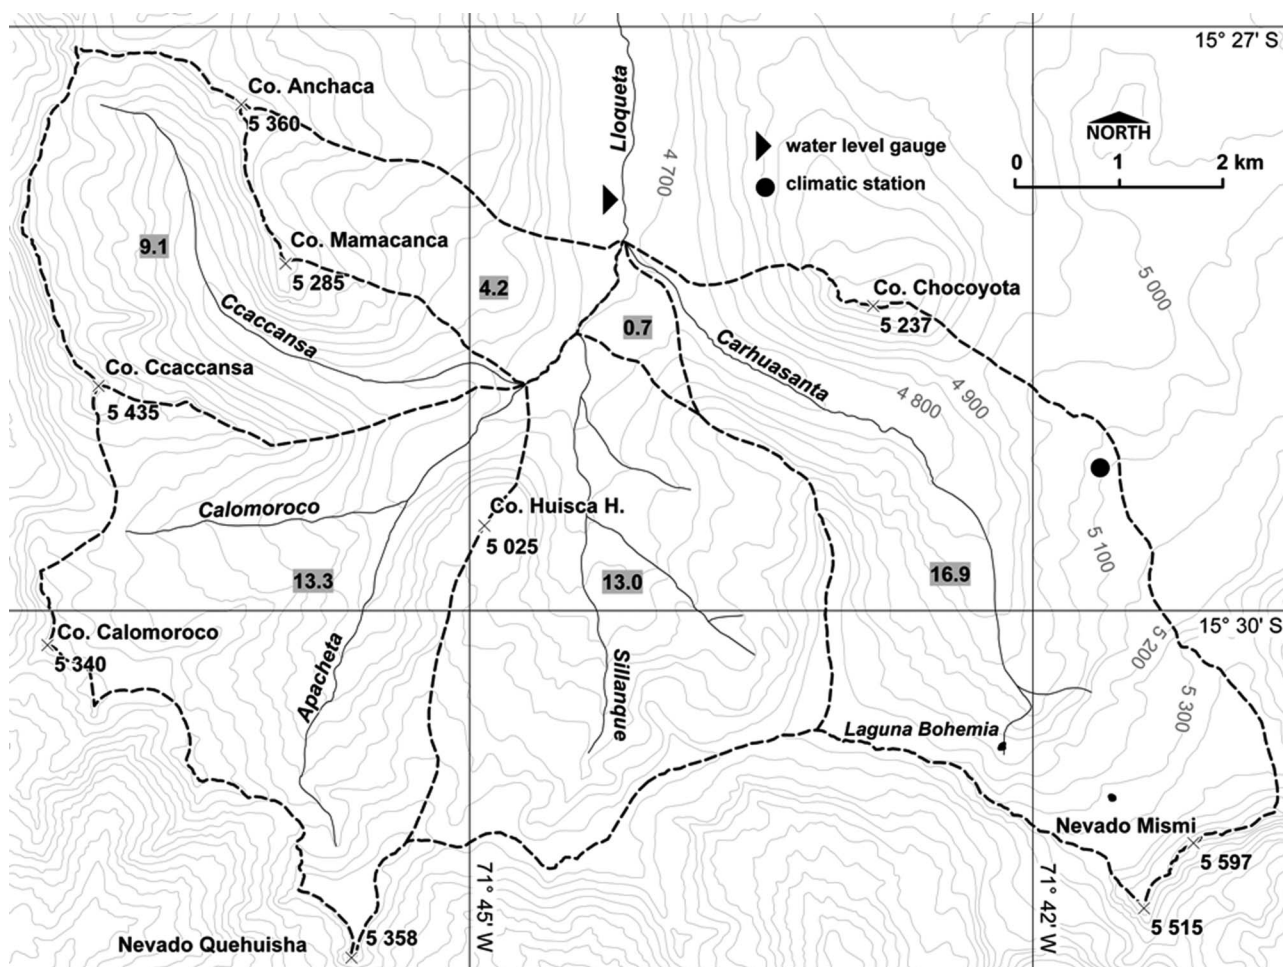 15° 27' S
Co. Anchaca
5 360
Lloqueta
4 700
water level gauge
climatic station
NORTH
0 1 2 km
9.1
Co. Mamacanca
5 285
4.2
Ccaccansa
0.7
Co. Chocoyota
5 237
5 000
Carhuasanta
4 800
4 900
Co. Ccaccansa
5 435
Calomoroco
Co. Huisca H.
5 025
5 100
13.3
13.0
16.9
15° 30' S
Co. Calomoroco
5 340
Apacheta
Sillanque
5 200
5 300
Laguna Bohemia
Nevado Mismi
5 597
5 515
71° 45' W
71° 42' W
Nevado Quehuisha
5 358